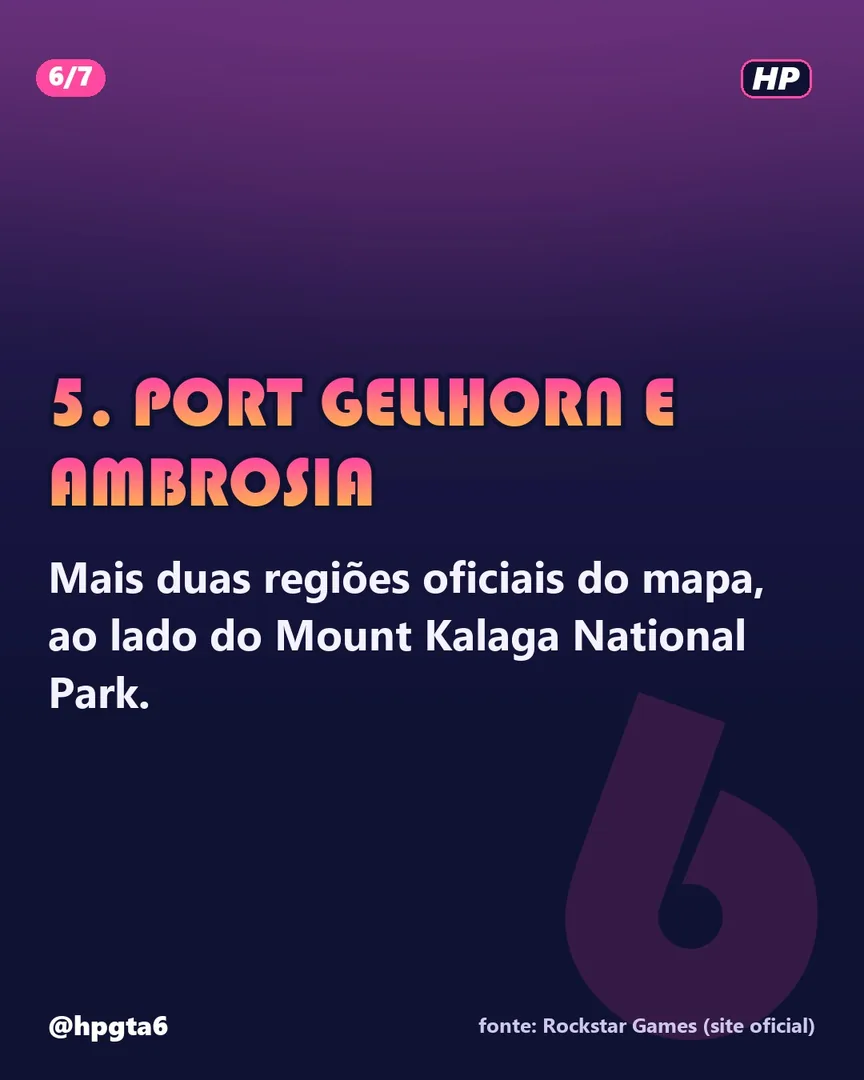 6/7
HP
5. PORT GELLHORN E
AMBROSIA
Mais duas regiões oficiais do mapa,
ao lado do Mount Kalaga National
Park.
6
@hpgta6
fonte: Rockstar Games (site oficial)